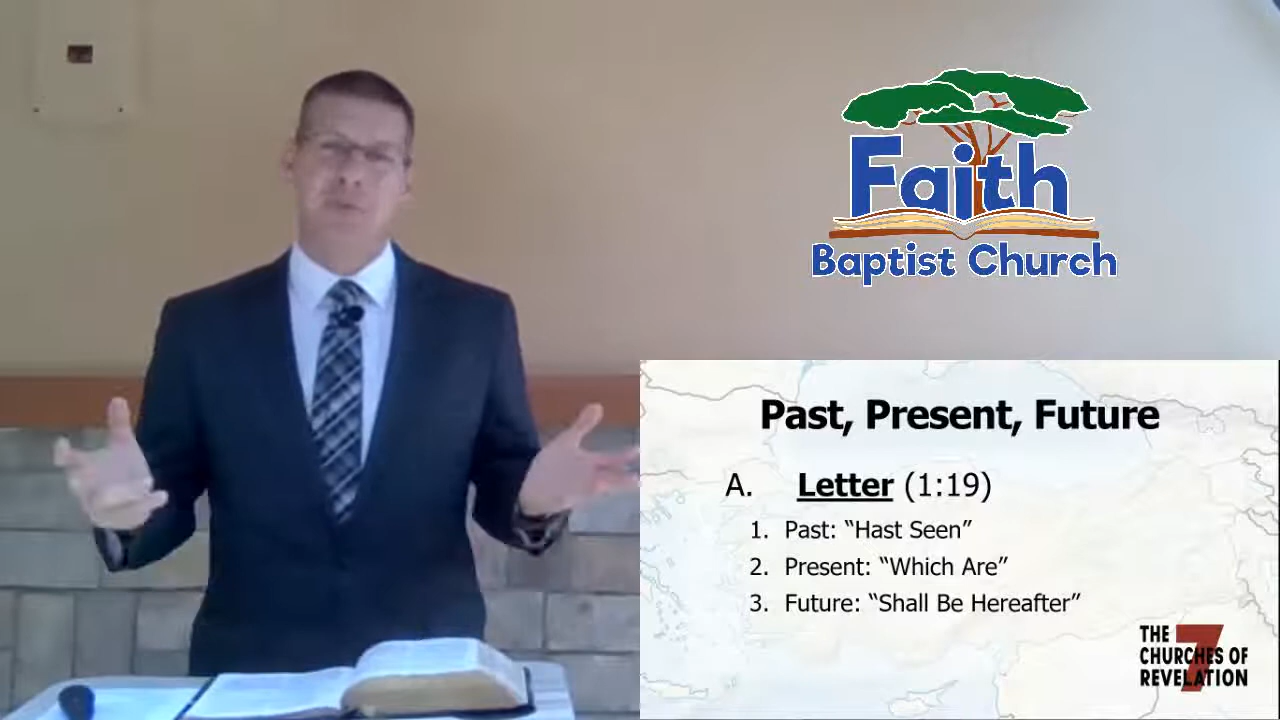 Faith
Baptist Church
Past, Present, Future
A. Letter (1:19)
1. Past: “Hast Seen”
2. Present: “Which Are”
3. Future: “Shall Be Hereafter”
THE
7
CHURCHES OF
REVELATION